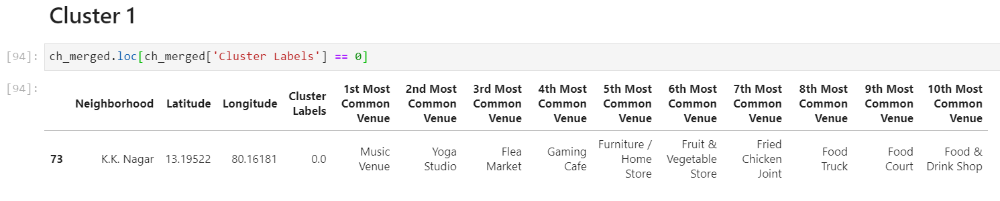 Cluster 1
[94]: ch_merged.loc[ch_merged['Cluster Labels'] == 0]
[94]:
Neighborhood Latitude Longitude Cluster Labels 1st Most Common Venue 2nd Most Common Venue 3rd Most Common Venue 4th Most Common Venue 5th Most Common Venue 6th Most Common Venue 7th Most Common Venue 8th Most Common Venue 9th Most Common Venue 10th Most Common Venue
73 K.K. Nagar 13.19522 80.16181 0.0 Music Venue Yoga Studio Flea Market Gaming Cafe Furniture / Home Store Fruit & Vegetable Store Fried Chicken Joint Food Truck Food Court Food & Drink Shop